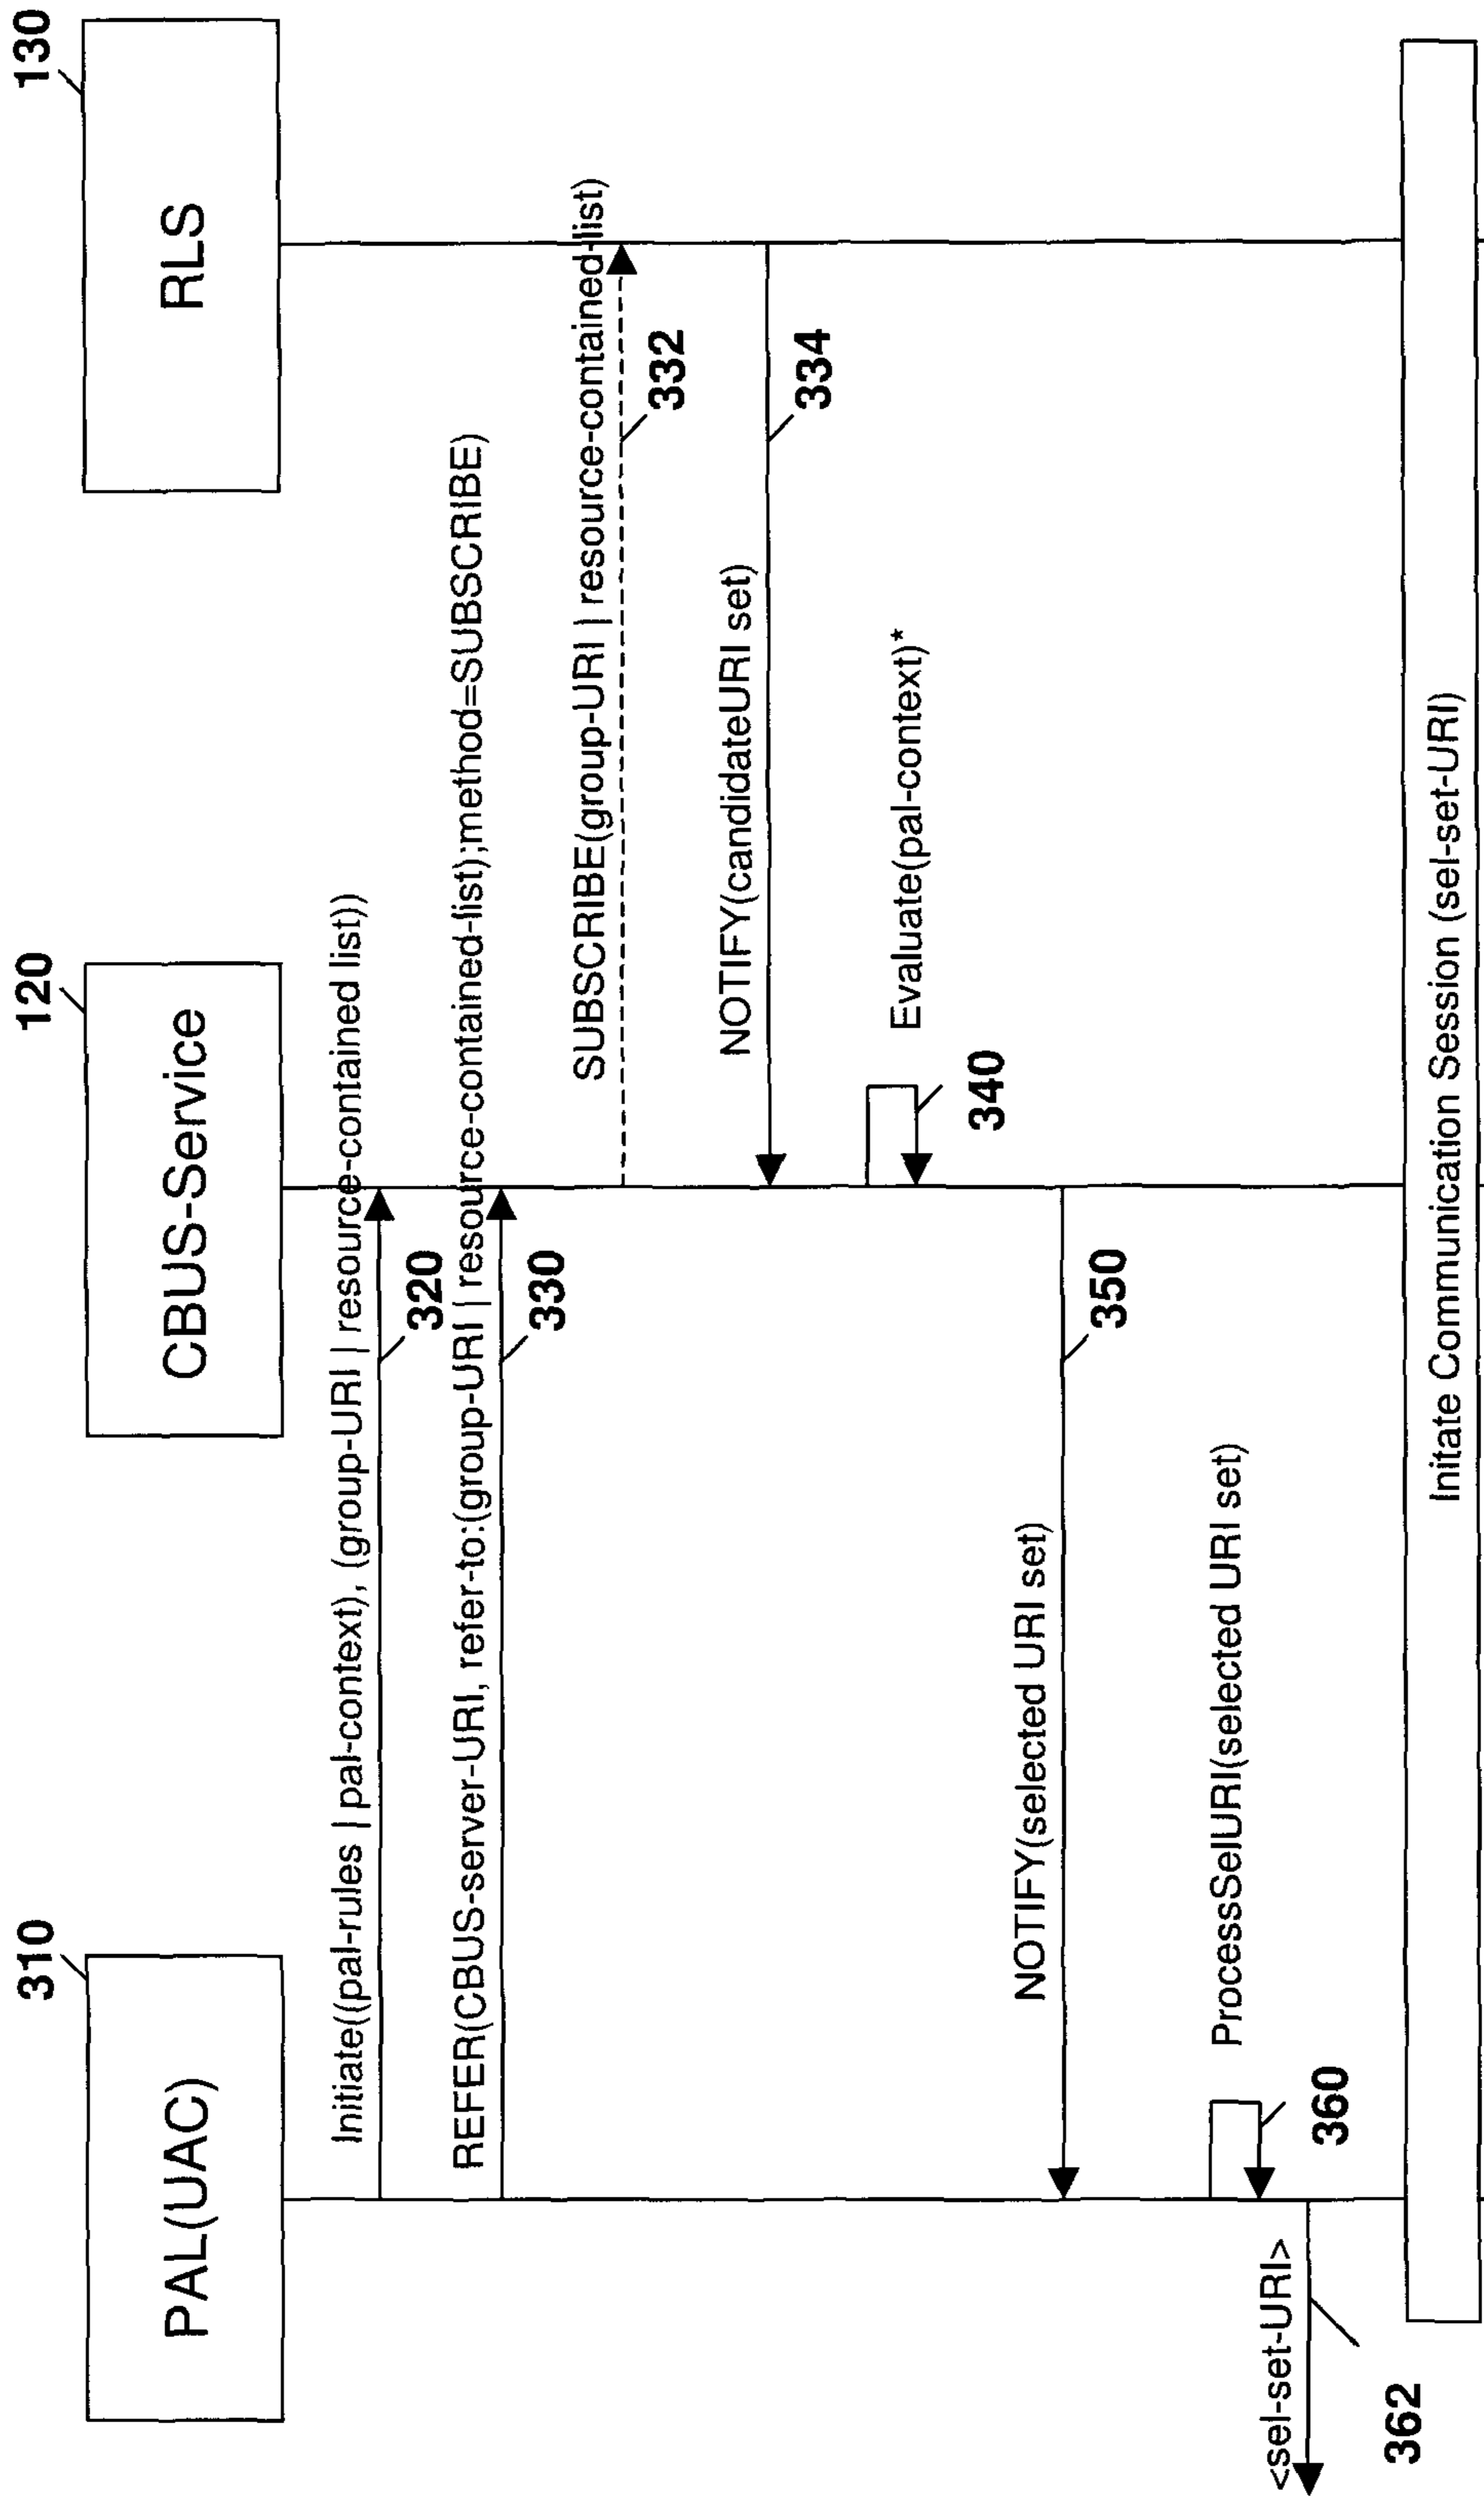 310
120
130
PAL(UAC)
CBUS-Service
RLS
Initiate((pal-rules | pal-context), (group-URI | resource-contained list))
320
REFER(CBUS-server-URI, refer-to:(group-URI | resource-contained-list);method=SUBSCRIBE)
330
SUBSCRIBE(group-URI | resource-contained-list)
332
NOTIFY(candidateURI set)
334
Evaluate(pal-context)*
340
NOTIFY(selected URI set)
350
ProcessSelURI(selected URI set)
360
<sel-set-URI>
362
Initate Communication Session (sel-set-URI)